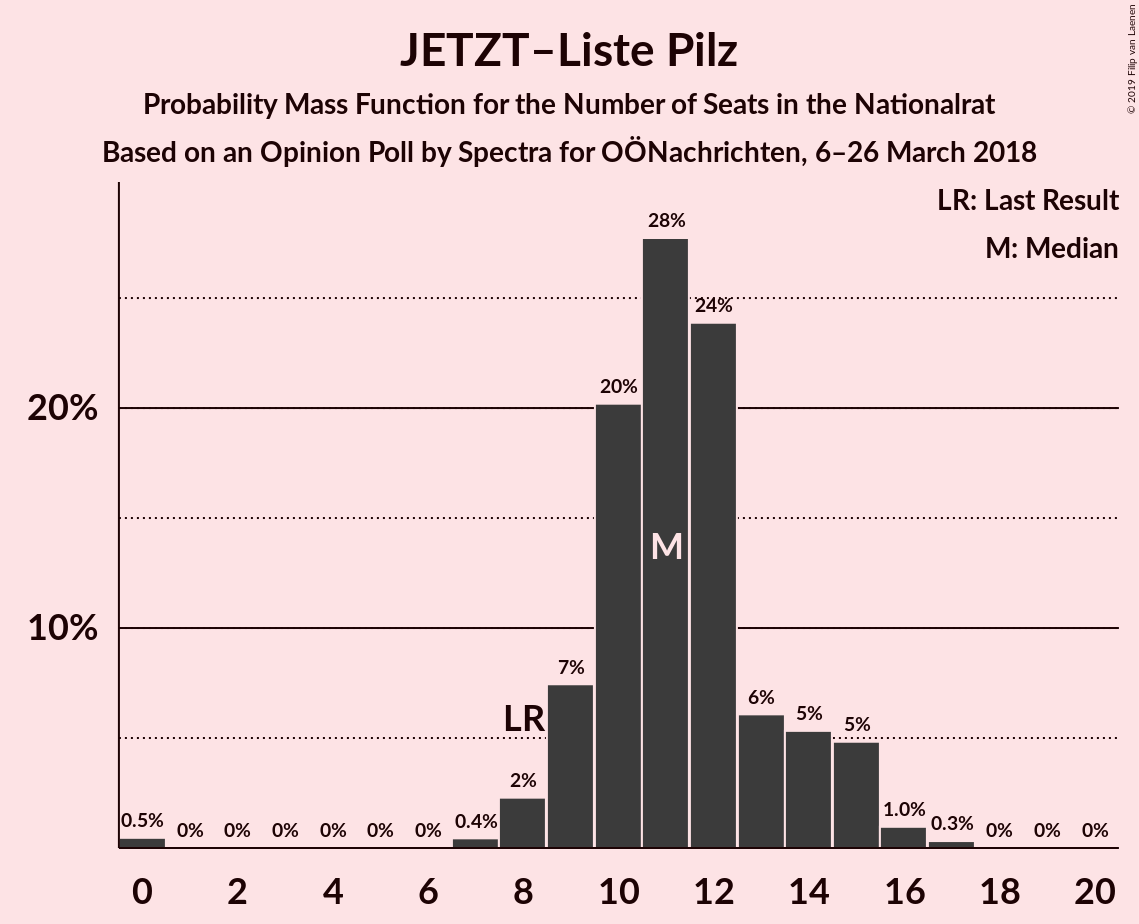 JETZT–Liste Pilz
Probability Mass Function for the Number of Seats in the Nationalrat
Based on an Opinion Poll by Spectra for OÖNachrichten, 6–26 March 2018
© 2019 Filip van Laenen
LR: Last Result
M: Median
28%
24%
20%
20%
M
10%
7%
LR
6%
5%
5%
2%
0.5%
0%
0%
0%
0%
0%
0%
0.4%
1.0%
0.3%
0%
0%
0%
0 2 4 6 8 10 12 14 16 18 20